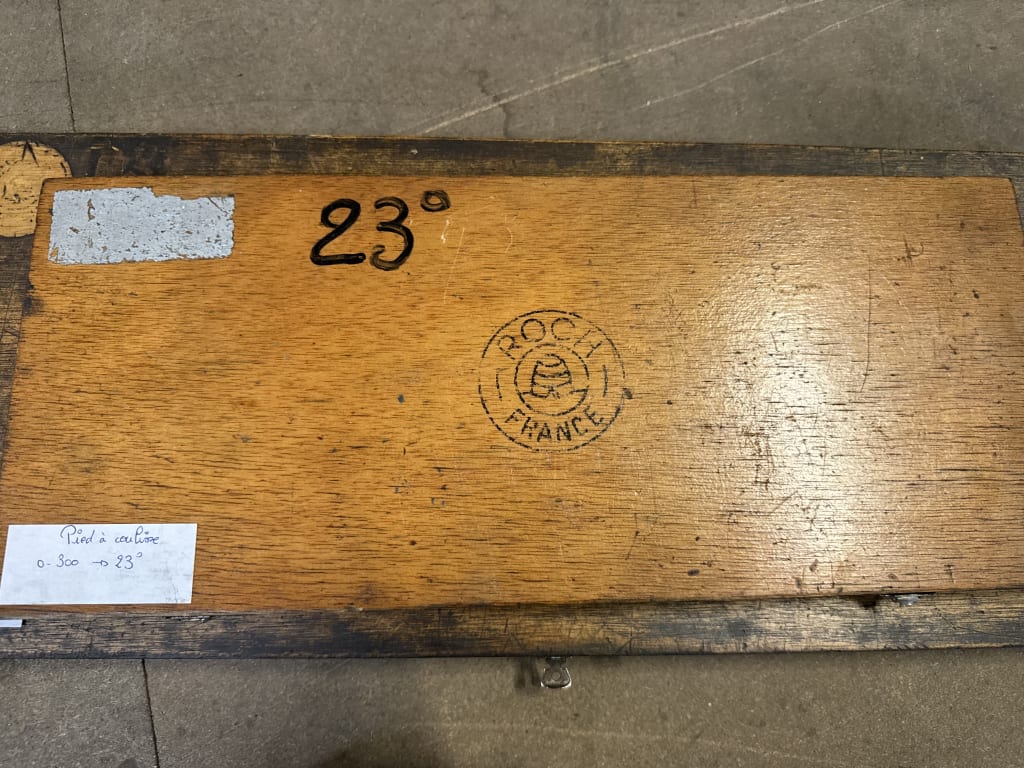 23°
ROCH
FRANCE
Pied à coulisse
0-300 → 23°